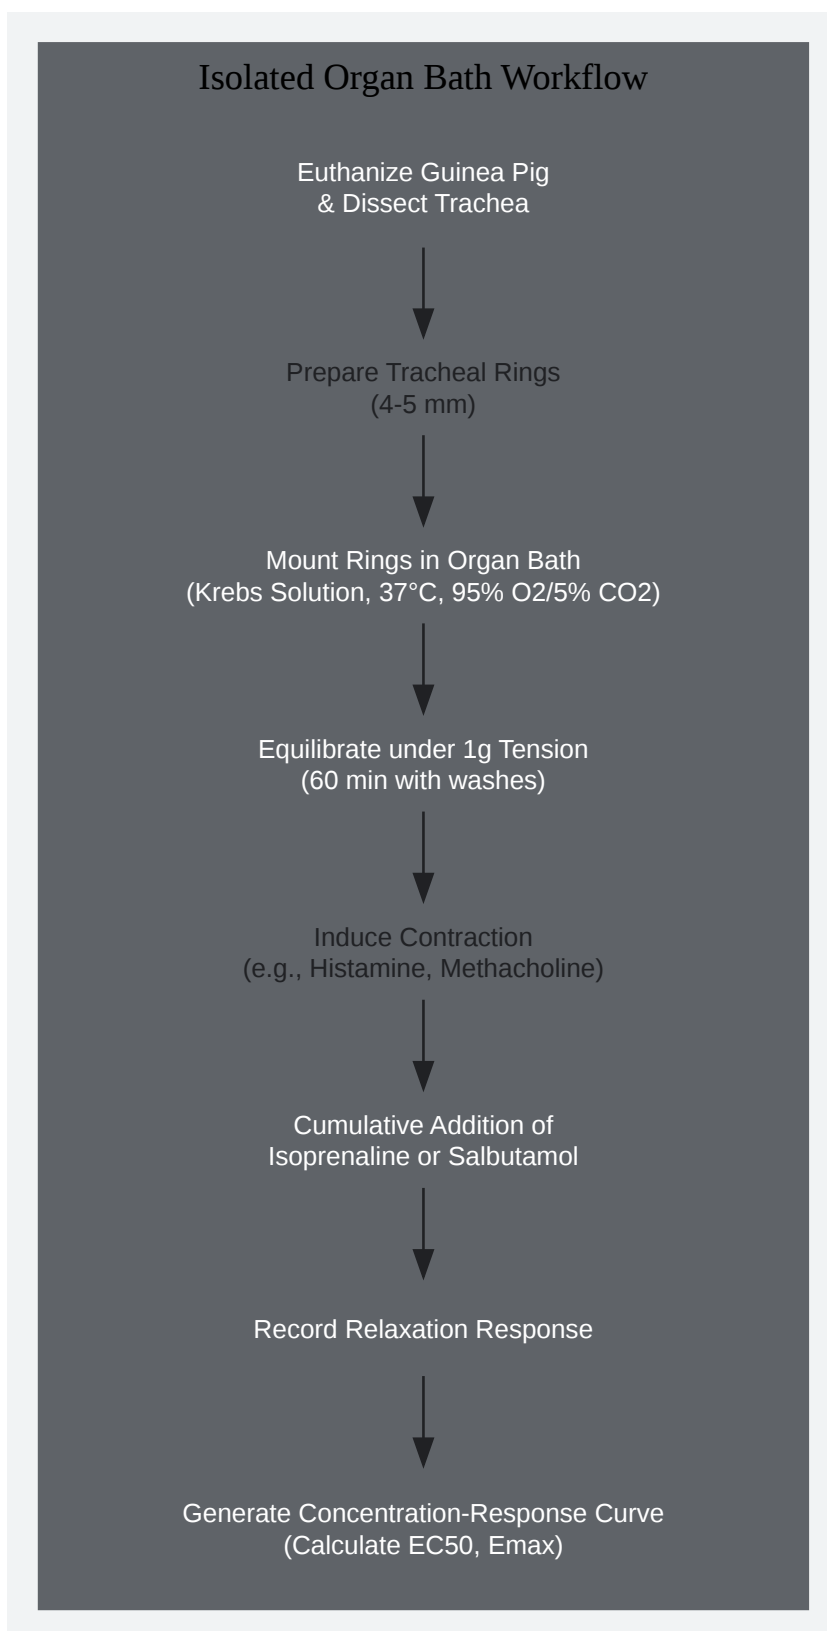 Isolated Organ Bath Workflow
Euthanize Guinea Pig
& Dissect Trachea
Prepare Tracheal Rings
(4-5 mm)
Mount Rings in Organ Bath
(Krebs Solution, 37°C, 95% O2/5% CO2)
Equilibrate under 1g Tension
(60 min with washes)
Induce Contraction
(e.g., Histamine, Methacholine)
Cumulative Addition of
Isoprenaline or Salbutamol
Record Relaxation Response
Generate Concentration-Response Curve
(Calculate EC50, Emax)